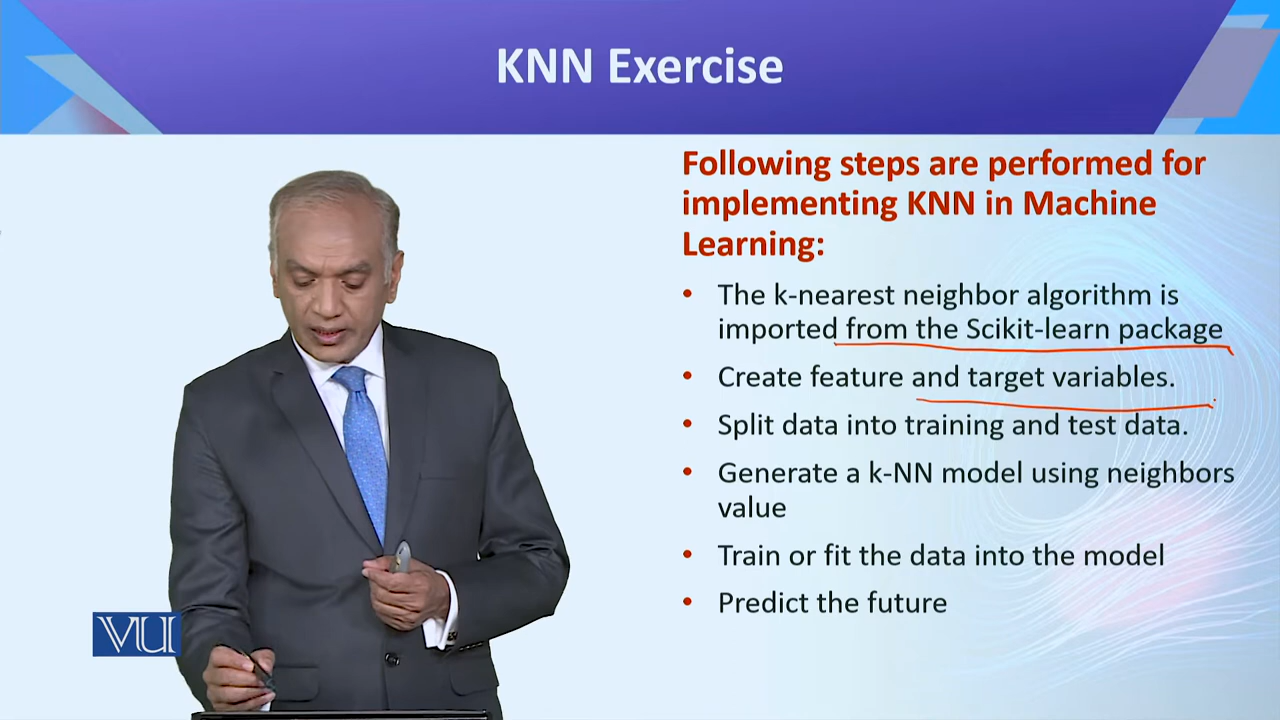 KNN Exercise
Following steps are performed for
implementing KNN in Machine
Learning:
• The k-nearest neighbor algorithm is
imported from the Scikit-learn package
• Create feature and target variables.
• Split data into training and test data.
• Generate a k-NN model using neighbors
value
• Train or fit the data into the model
• Predict the future
VU